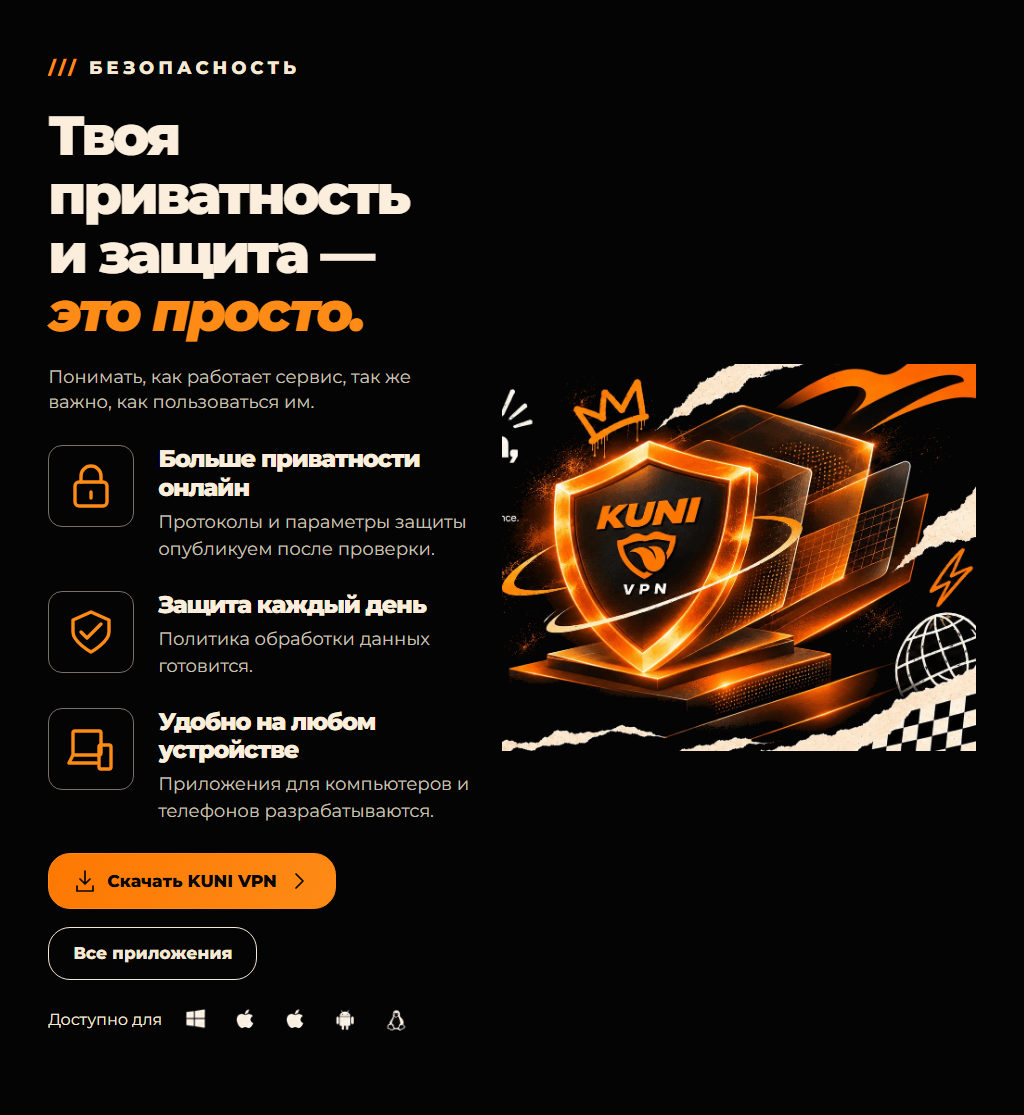 /// БЕЗОПАСНОСТЬ
Твоя
приватность
и защита —
это просто.
Понимать, как работает сервис, так же
важно, как пользоваться им.
Больше приватности
онлайн
Протоколы и параметры защиты
опубликуем после проверки.
Защита каждый день
Политика обработки данных
готовится.
Удобно на любом
устройстве
Приложения для компьютеров и
телефонов разрабатываются.
Скачать KUNI VPN
Все приложения
Доступно для
KUNI
VPN